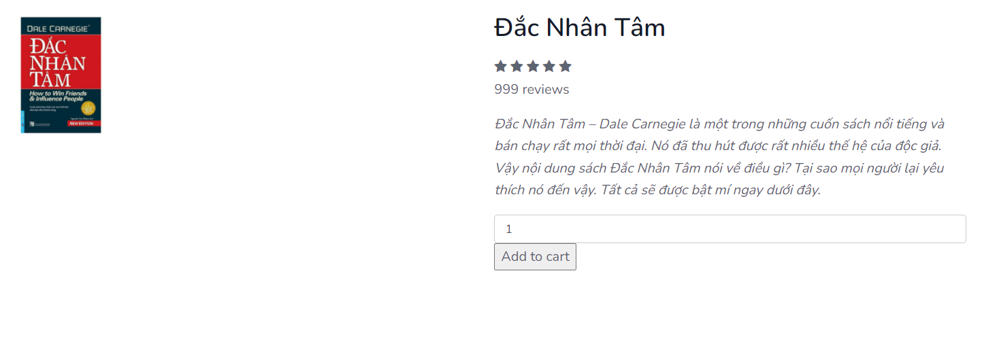 DALE CARNEGIE
ĐẮC
NHÂN
TÂM
How to Win Friends
& Influence People
NEW EDITION
Đắc Nhân Tâm
999 reviews
Đắc Nhân Tâm – Dale Carnegie là một trong những cuốn sách nổi tiếng và
bán chạy rất mọi thời đại. Nó đã thu hút được rất nhiều thế hệ của độc giả.
Vậy nội dung sách Đắc Nhân Tâm nói về điều gì? Tại sao mọi người lại yêu
thích nó đến vậy. Tất cả sẽ được bật mí ngay dưới đây.
1
Add to cart